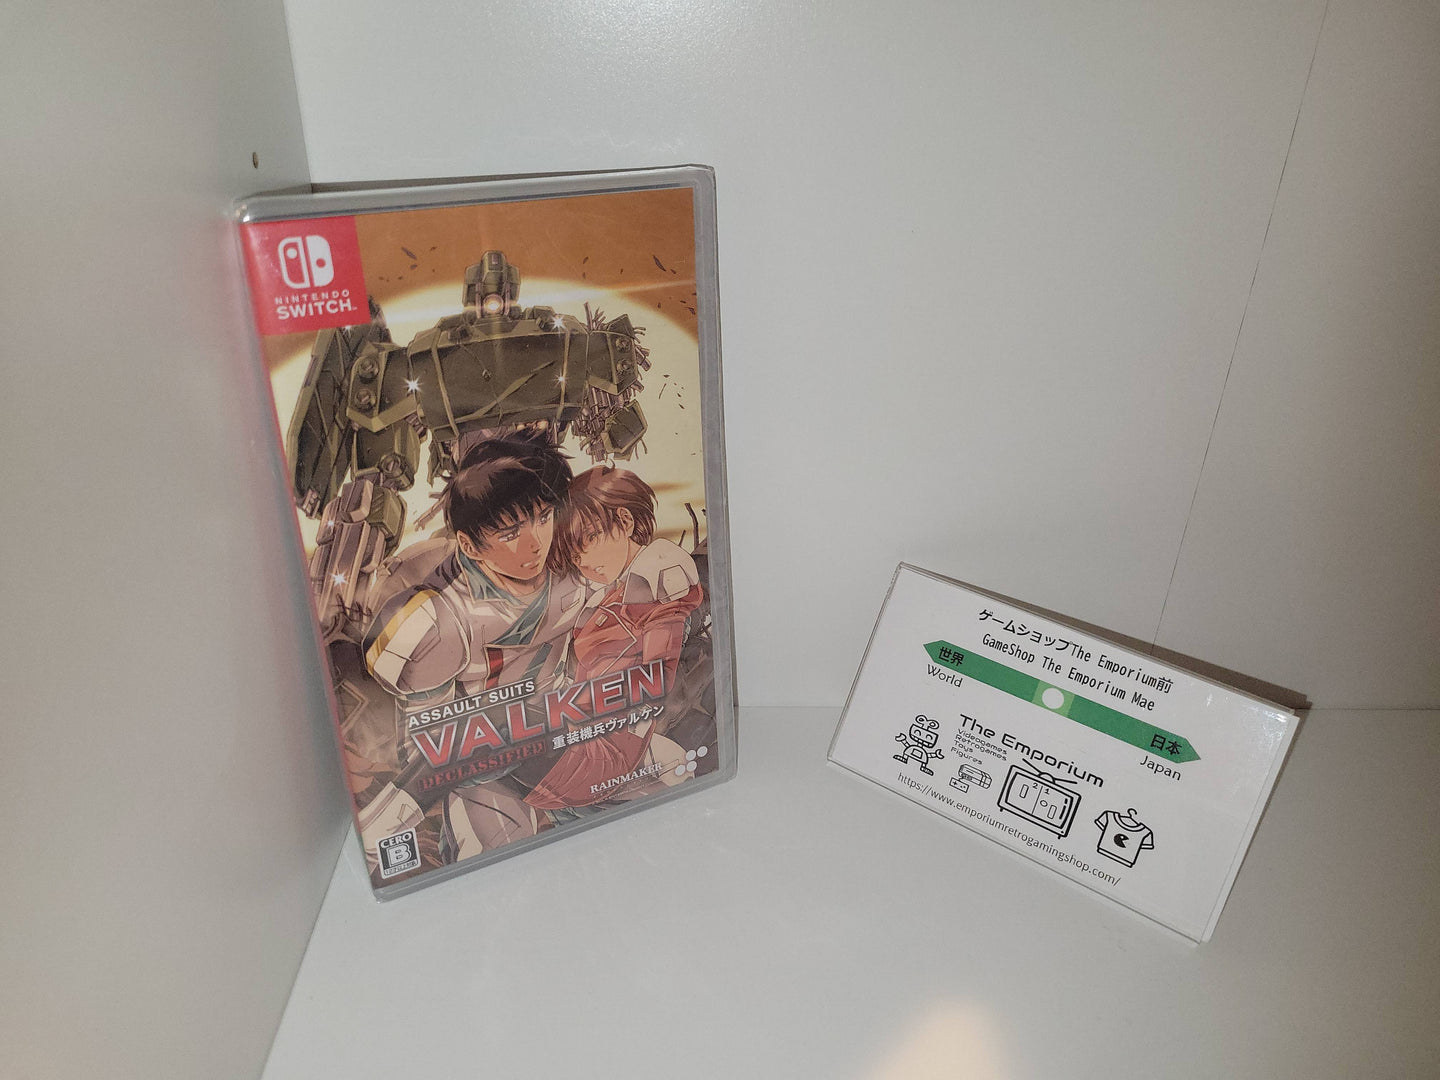 NINTENDO
SWITCH
ASSAULT SUITS
VALKEN
DECLASSIFIED
重装機兵ヴァルケン
RAINMAKER
CERO
B
ゲームショップThe Emporium前
GameShop The Emporium Mae
世界
World
日本
Japan
The Emporium
Videogames
Retrogames
Toys
Figures
2 1
https://www.emporiumretrogamingshop.com/